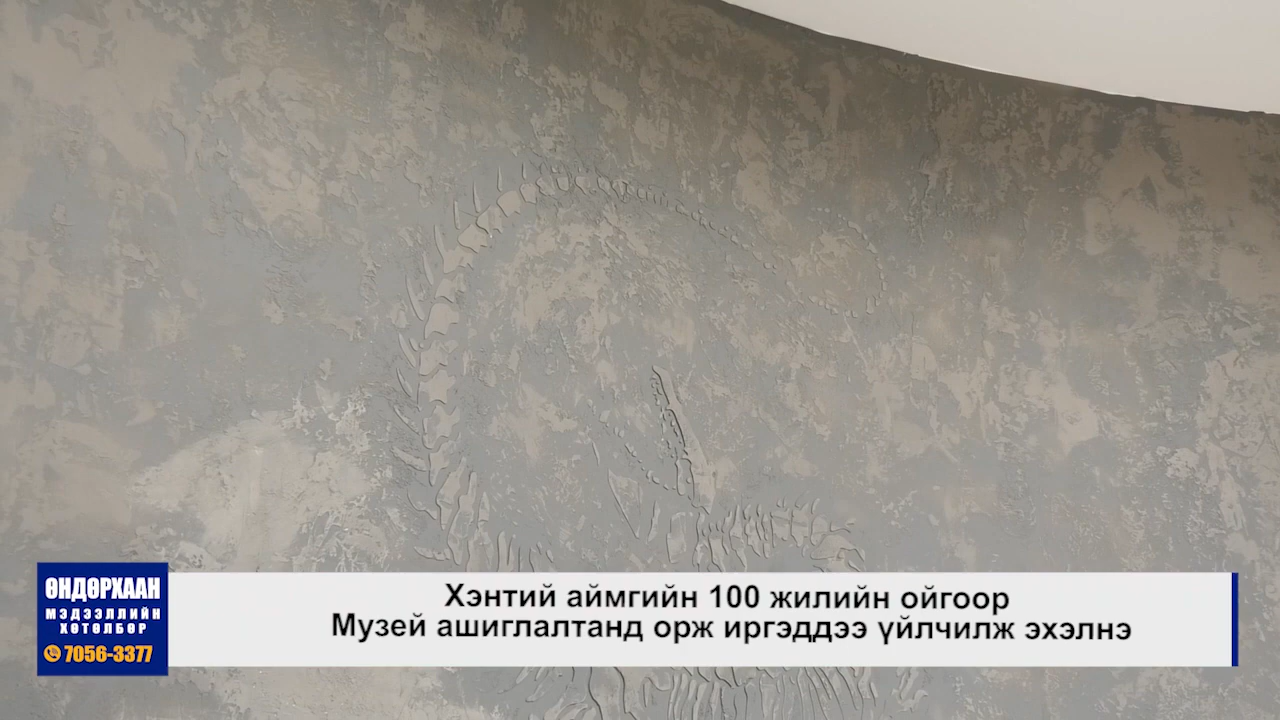 ӨНДӨРХААН
МЭДЭЭЛЛИЙН
ХӨТӨЛБӨР
7056-3377
Хэнтий аймгийн 100 жилийн ойгоор
Музей ашиглалтанд орж иргэддээ үйлчилж эхэлнэ